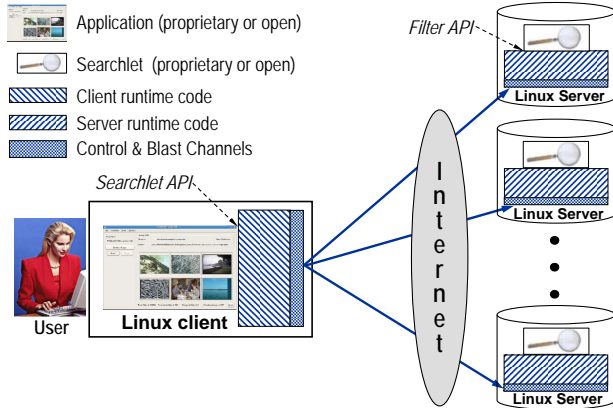 Application (proprietary or open)
Searchlet (proprietary or open)
Client runtime code
Server runtime code
Control & Blast Channels
Searchlet API
Filter API
User
Linux client
Internet
Linux Server
Linux Server
Linux Server